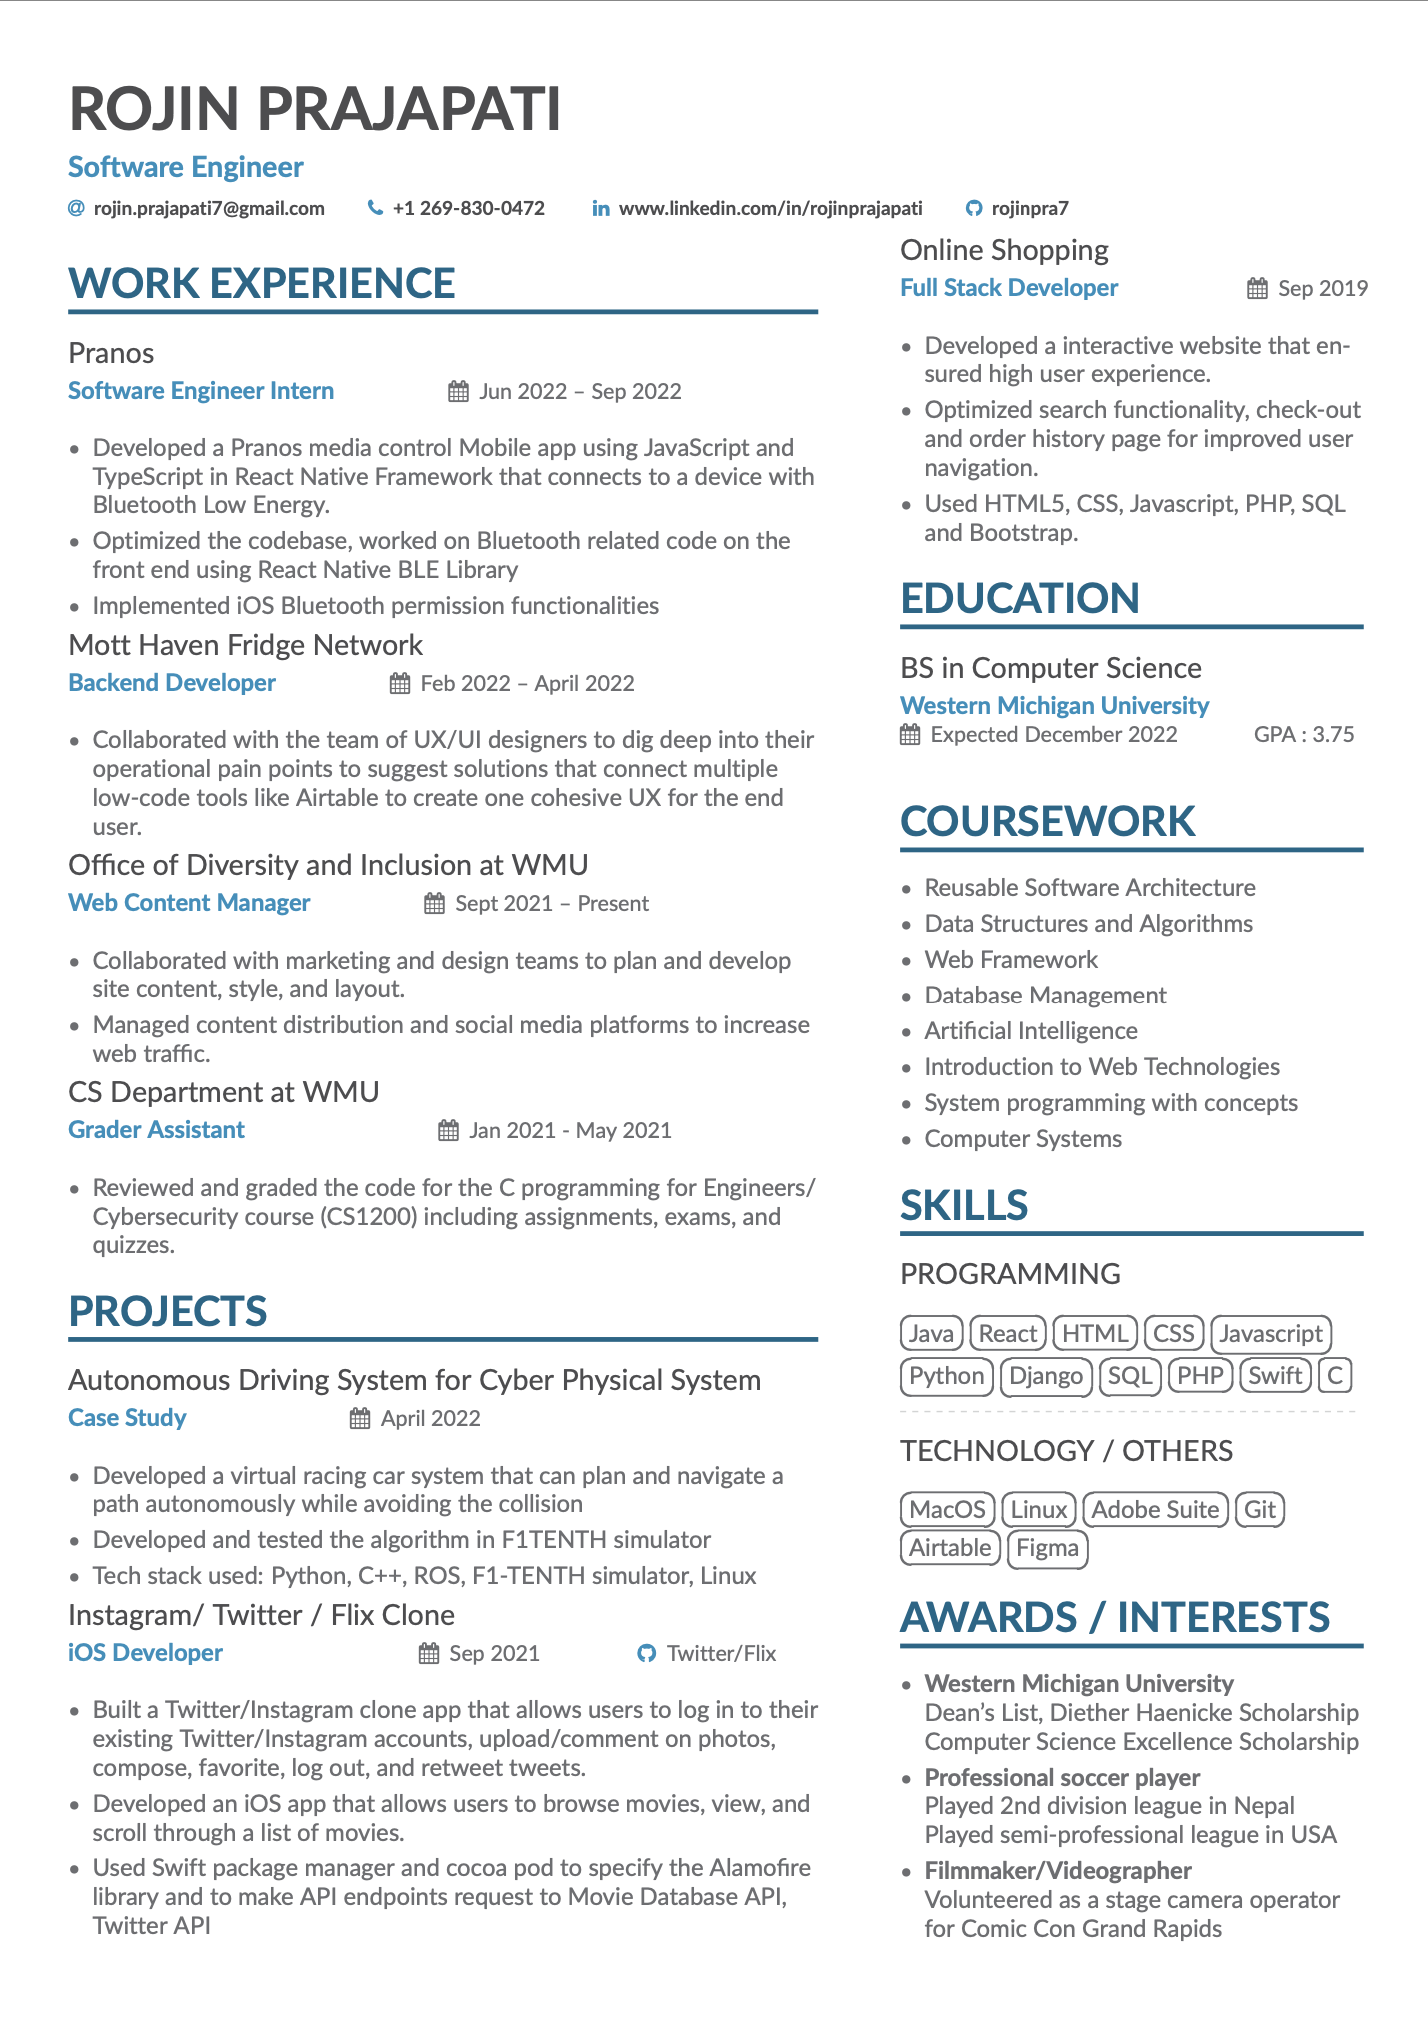 ROJIN PRAJAPATI
Software Engineer
rojin.prajapati7@gmail.com +1 269-830-0472 www.linkedin.com/in/rojinprajapati rojinpra7
WORK EXPERIENCE
Pranos
Software Engineer Intern Jun 2022 – Sep 2022
• Developed a Pranos media control Mobile app using JavaScript and
TypeScript in React Native Framework that connects to a device with
Bluetooth Low Energy.
• Optimized the codebase, worked on Bluetooth related code on the
front end using React Native BLE Library
• Implemented iOS Bluetooth permission functionalities
Mott Haven Fridge Network
Backend Developer Feb 2022 – April 2022
• Collaborated with the team of UX/UI designers to dig deep into their
operational pain points to suggest solutions that connect multiple
low-code tools like Airtable to create one cohesive UX for the end
user.
Office of Diversity and Inclusion at WMU
Web Content Manager Sept 2021 – Present
• Collaborated with marketing and design teams to plan and develop
site content, style, and layout.
• Managed content distribution and social media platforms to increase
web traffic.
CS Department at WMU
Grader Assistant Jan 2021 - May 2021
• Reviewed and graded the code for the C programming for Engineers/
Cybersecurity course (CS1200) including assignments, exams, and
quizzes.
PROJECTS
Autonomous Driving System for Cyber Physical System
Case Study April 2022
• Developed a virtual racing car system that can plan and navigate a
path autonomously while avoiding the collision
• Developed and tested the algorithm in F1TENTH simulator
• Tech stack used: Python, C++, ROS, F1-TENTH simulator, Linux
Instagram/ Twitter / Flix Clone
iOS Developer Sep 2021 Twitter/Flix
• Built a Twitter/Instagram clone app that allows users to log in to their
existing Twitter/Instagram accounts, upload/comment on photos,
compose, favorite, log out, and retweet tweets.
• Developed an iOS app that allows users to browse movies, view, and
scroll through a list of movies.
• Used Swift package manager and cocoa pod to specify the Alamofire
library and to make API endpoints request to Movie Database API,
Twitter API
Online Shopping
Full Stack Developer Sep 2019
• Developed a interactive website that en-
sured high user experience.
• Optimized search functionality, check-out
and order history page for improved user
navigation.
• Used HTML5, CSS, Javascript, PHP, SQL
and Bootstrap.
EDUCATION
BS in Computer Science
Western Michigan University
Expected December 2022 GPA : 3.75
COURSEWORK
• Reusable Software Architecture
• Data Structures and Algorithms
• Web Framework
• Database Management
• Artificial Intelligence
• Introduction to Web Technologies
• System programming with concepts
• Computer Systems
SKILLS
PROGRAMMING
Java React HTML CSS Javascript
Python Django SQL PHP Swift C
TECHNOLOGY / OTHERS
MacOS Linux Adobe Suite Git
Airtable Figma
AWARDS / INTERESTS
• Western Michigan University
Dean’s List, Diether Haenicke Scholarship
Computer Science Excellence Scholarship
• Professional soccer player
Played 2nd division league in Nepal
Played semi-professional league in USA
• Filmmaker/Videographer
Volunteered as a stage camera operator
for Comic Con Grand Rapids